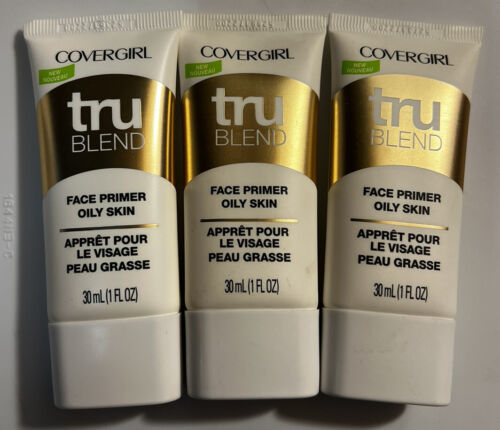 COVERGIRL
NEW
NOUVEAU
tru
BLEND
FACE PRIMER
OILY SKIN
APPRÊT POUR
LE VISAGE
PEAU GRASSE
30 mL (1 FL OZ)
COVERGIRL
NEW
NOUVEAU
tru
BLEND
FACE PRIMER
OILY SKIN
APPRÊT POUR
LE VISAGE
PEAU GRASSE
30 mL (1 FL OZ)
COVERGIRL
NEW
NOUVEAU
tru
BLEND
FACE PRIMER
OILY SKIN
APPRÊT POUR
LE VISAGE
PEAU GRASSE
30 mL (1 FL OZ)